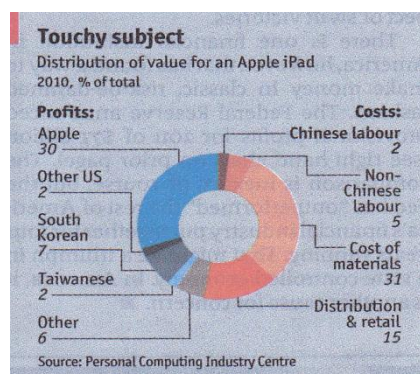 Touchy subject
Distribution of value for an Apple iPad
2010, % of total
Profits:
Apple
30
Other US
2
South
Korean
7
Taiwanese
2
Other
6
Costs:
Chinese labour
2
Non-
Chinese
labour
5
Cost of
materials
31
Distribution
& retail
15
Source: Personal Computing Industry Centre